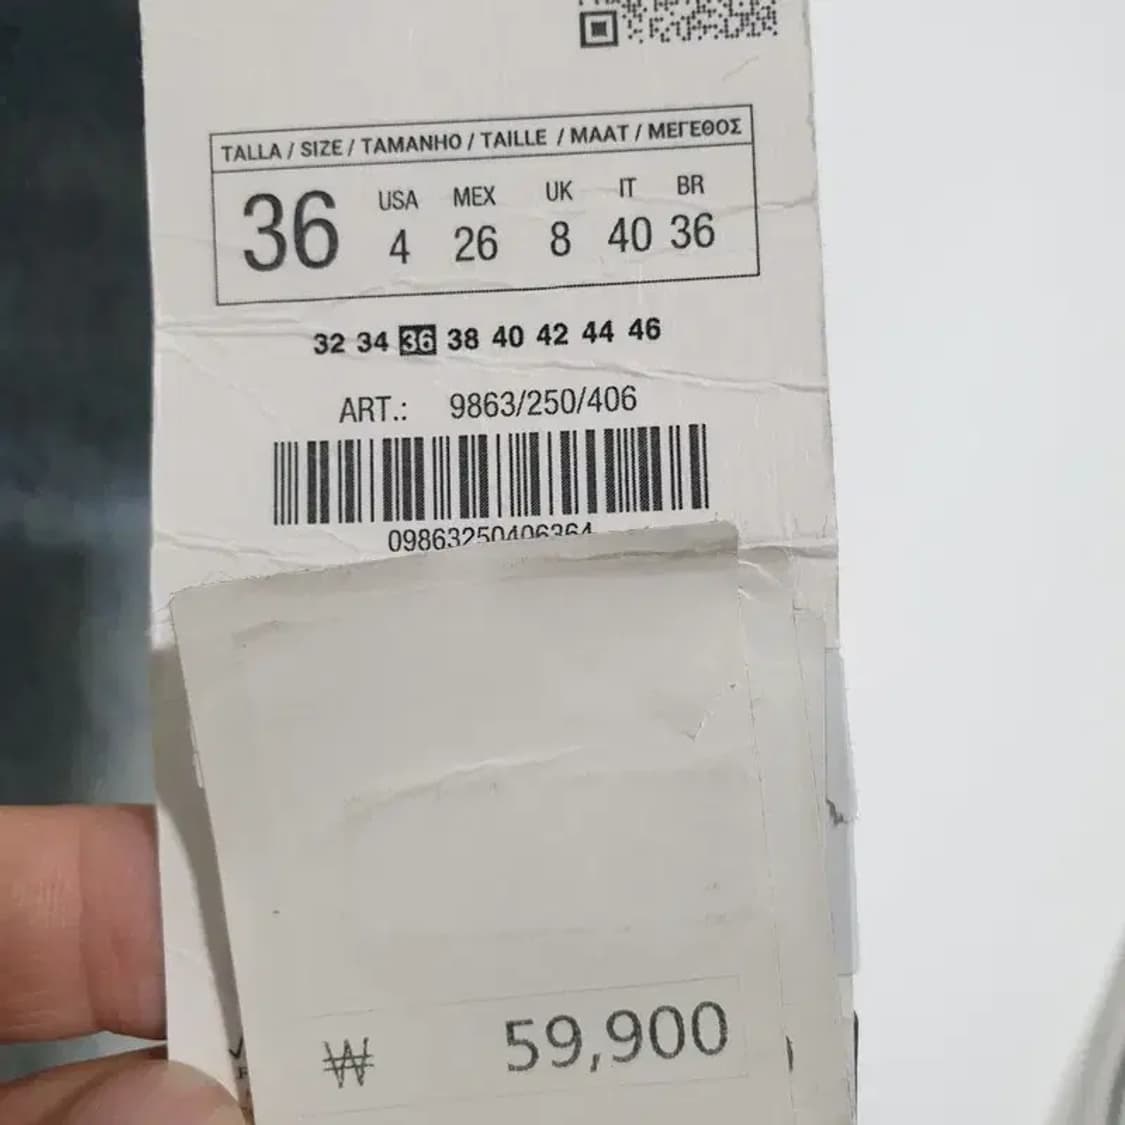 TALLA / SIZE / TAMANHO / TAILLE / MAAT / ΜΕΓΕΘΟΣ
36
USA MEX UK IT BR
4 26 8 40 36
32 34 36 38 40 42 44 46
ART.: 9863/250/406
09863250406364
₩ 59,900